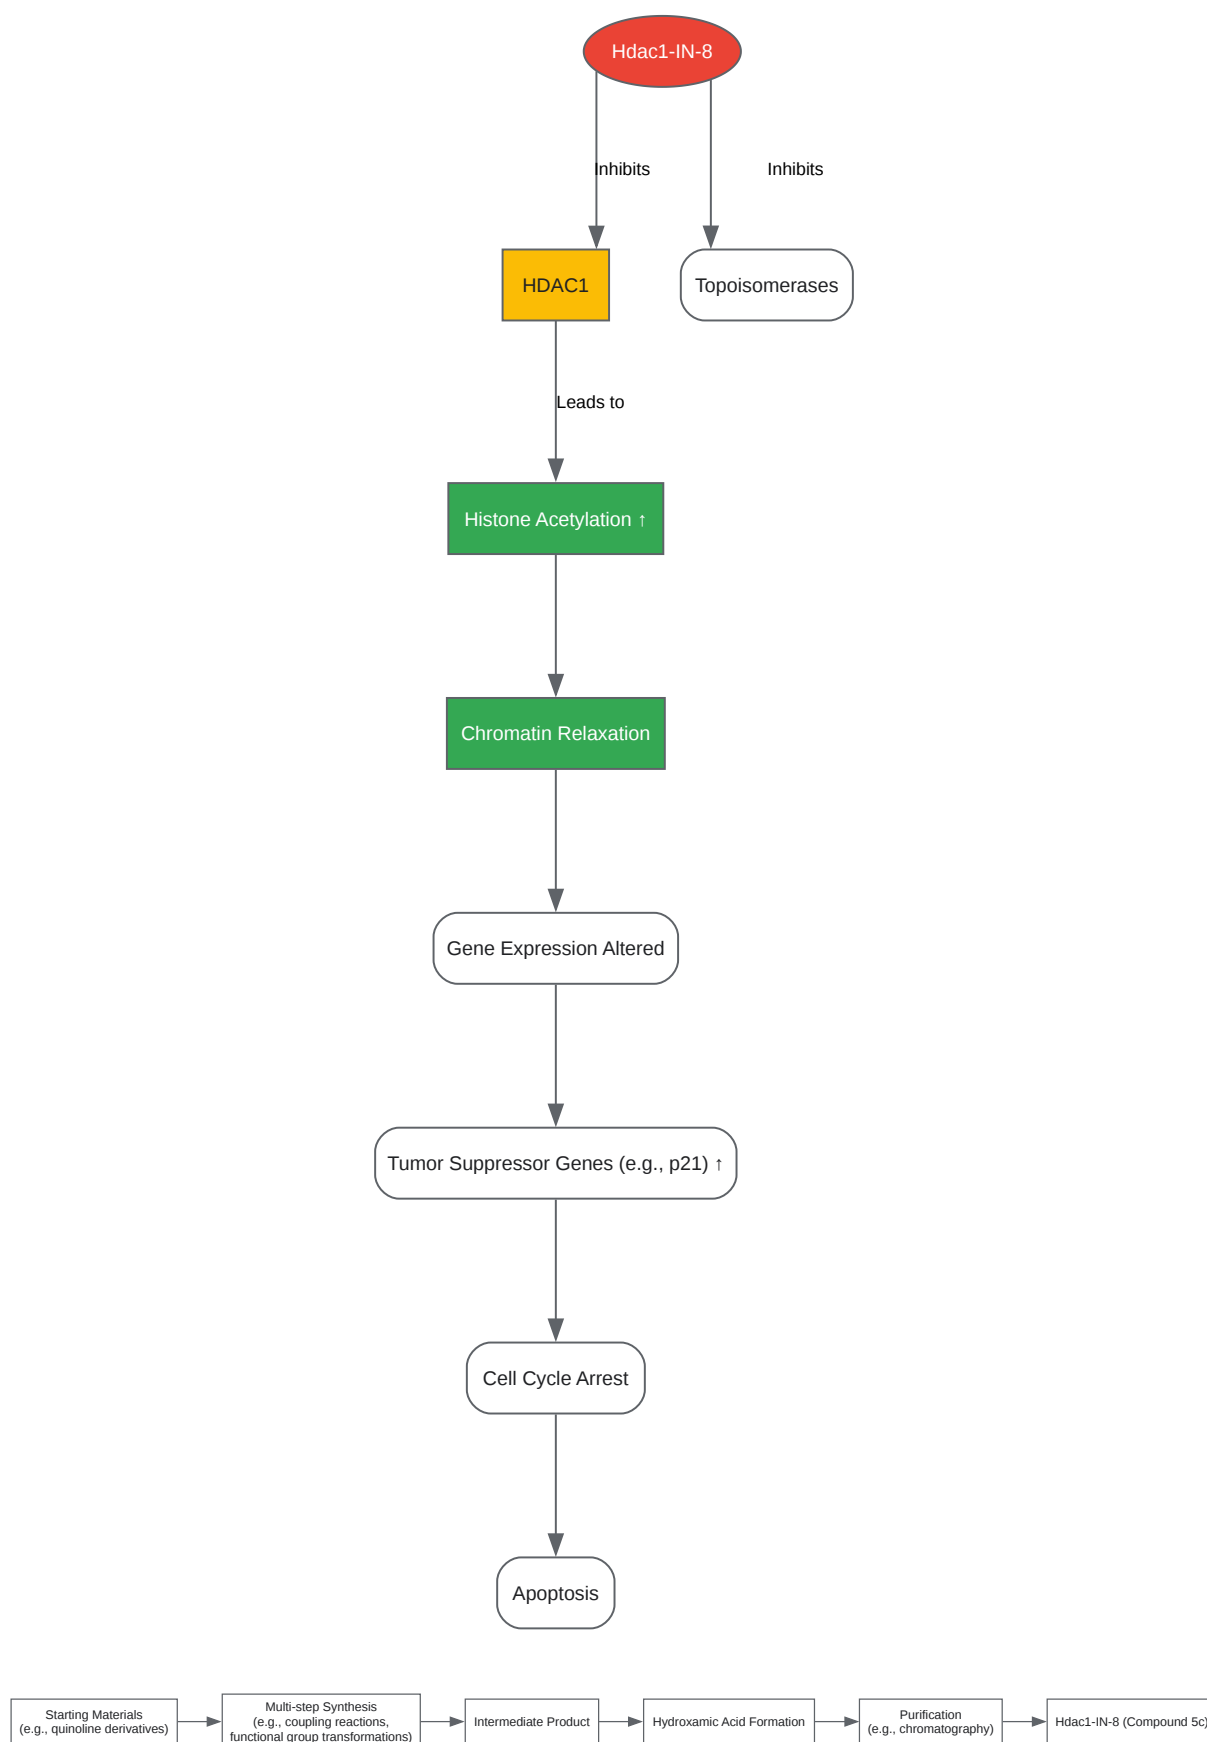 Hdac1-IN-8
Inhibits
Inhibits
HDAC1
Topoisomerases
Leads to
Histone Acetylation ↑
Chromatin Relaxation
Gene Expression Altered
Tumor Suppressor Genes (e.g., p21) ↑
Cell Cycle Arrest
Apoptosis
Starting Materials
(e.g., quinoline derivatives)
Multi-step Synthesis
(e.g., coupling reactions,
functional group transformations)
Intermediate Product
Hydroxamic Acid Formation
Purification
(e.g., chromatography)
Hdac1-IN-8 (Compound 5c)